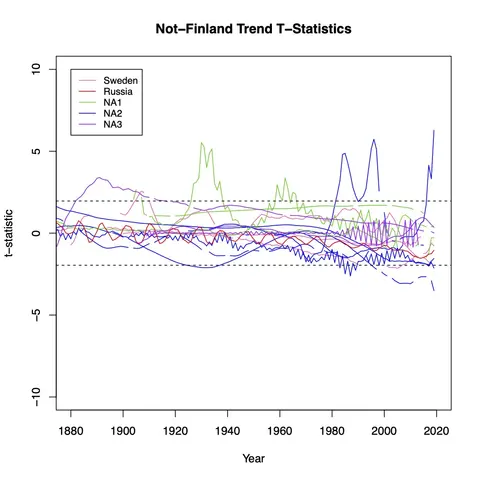 Not-Finland Trend T-Statistics
10
5
0
-5
-10
t-statistic
Sweden
Russia
NA1
NA2
NA3
1880 1900 1920 1940 1960 1980 2000 2020
Year